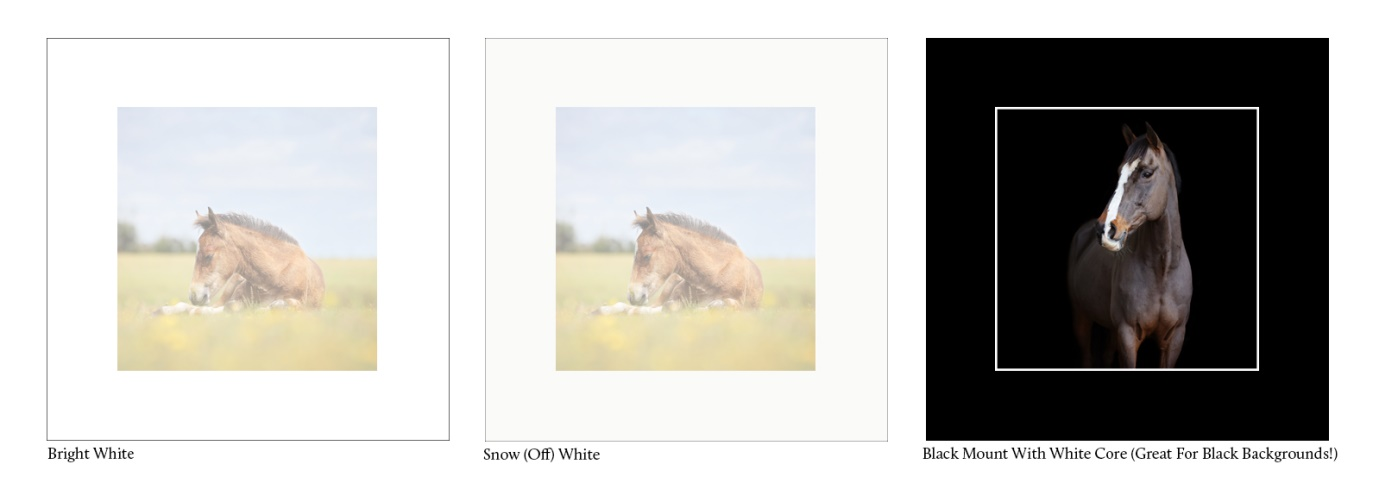 Bright White
Snow (Off) White
Black Mount With White Core (Great For Black Backgrounds!)